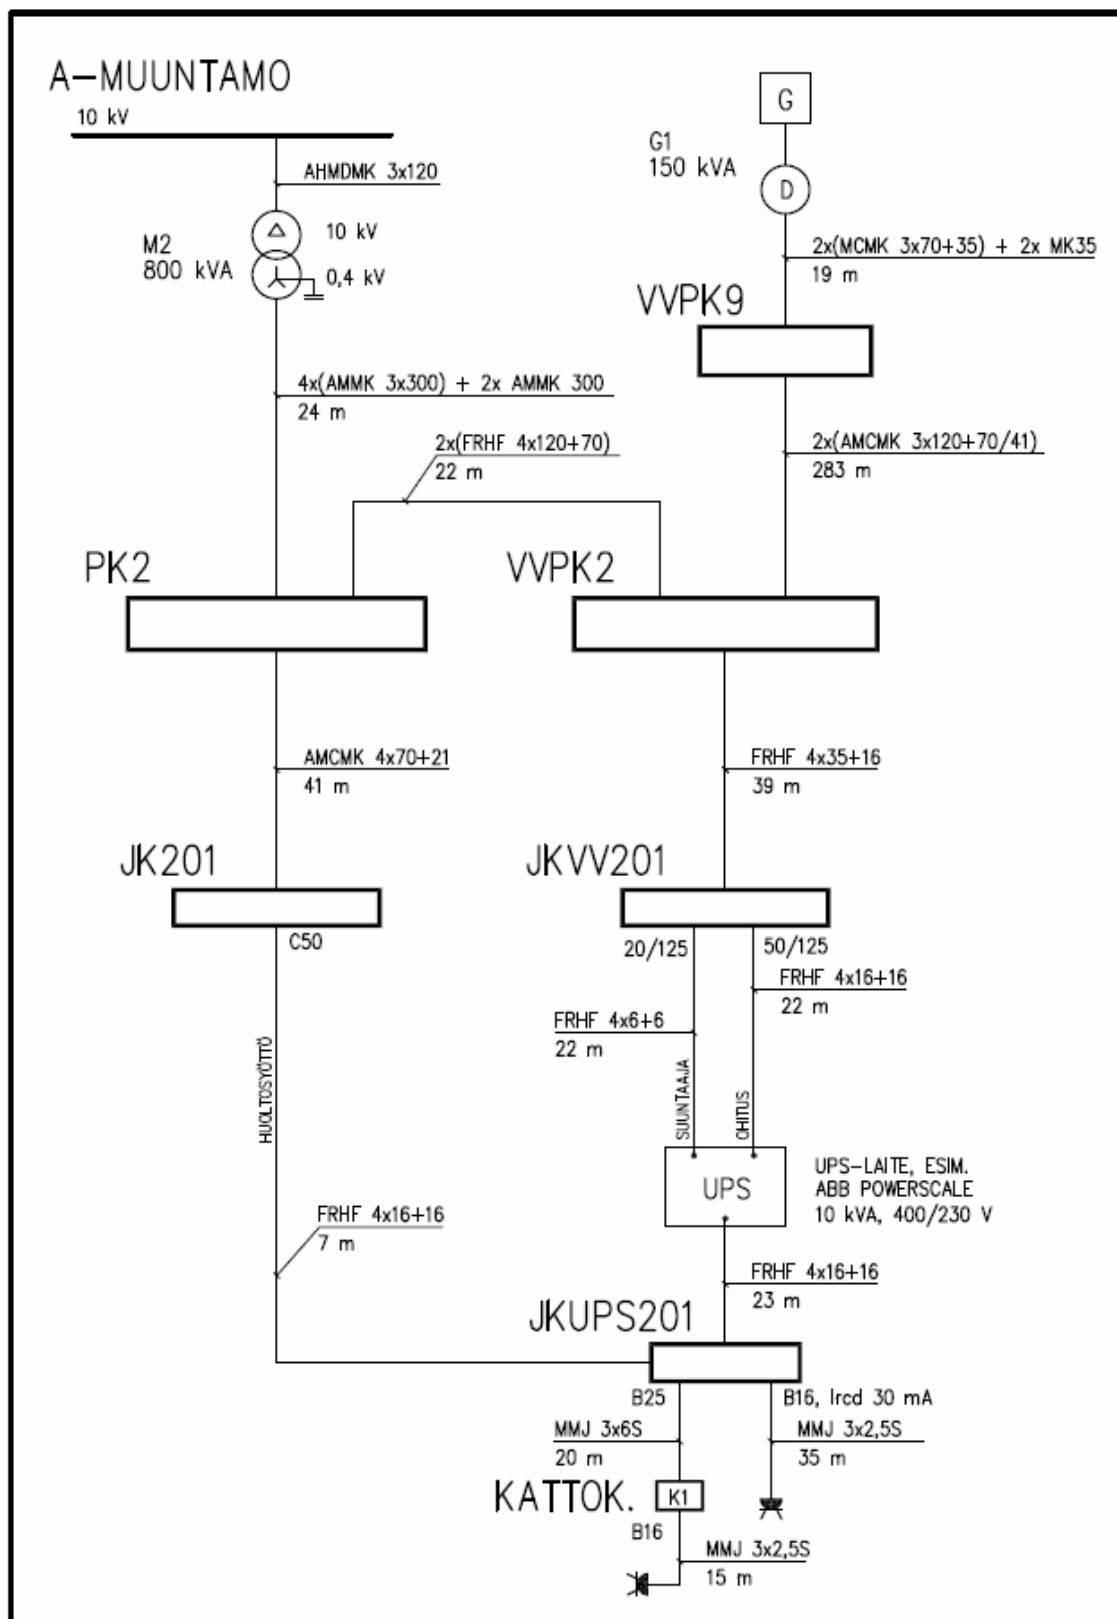 A-MUUNTAMO
10 kV
AHMDMK 3x120
M2
800 kVA
10 kV
0,4 kV
G
G1
150 kVA
D
2x(MCMK 3x70+35) + 2x MK35
19 m
VVPK9
4x(AMMK 3x300) + 2x AMMK 300
24 m
2x(FRHF 4x120+70)
22 m
2x(AMCMK 3x120+70/41)
283 m
PK2
VVPK2
AMCMK 4x70+21
41 m
FRHF 4x35+16
39 m
JK201
JKVV201
C50
20/125
50/125
FRHF 4x16+16
22 m
FRHF 4x6+6
22 m
HUOLTOSYÖTTÖ
SUUNTAAJA
OHITUS
UPS
UPS-LAITE, ESIM.
ABB POWERSCALE
10 kVA, 400/230 V
FRHF 4x16+16
7 m
FRHF 4x16+16
23 m
JKUPS201
B25
B16, Ircd 30 mA
MMJ 3x6S
20 m
MMJ 3x2,5S
35 m
KATTOK.
K1
B16
MMJ 3x2,5S
15 m